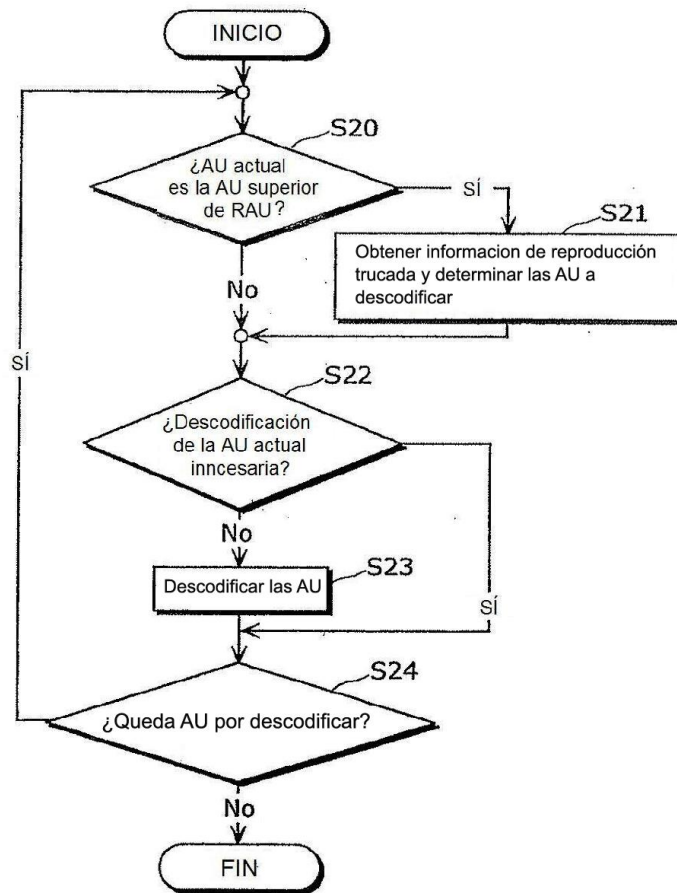 INICIO
S20
¿AU actual
es la AU superior
de RAU?
SÍ
S21
Obtener informacion de reproducción
trucada y determinar las AU a
descodificar
No
SÍ
S22
¿Descodificación
de la AU actual
inncesaria?
No
S23
Descodificar las AU
SÍ
S24
¿Queda AU por descodificar?
No
FIN